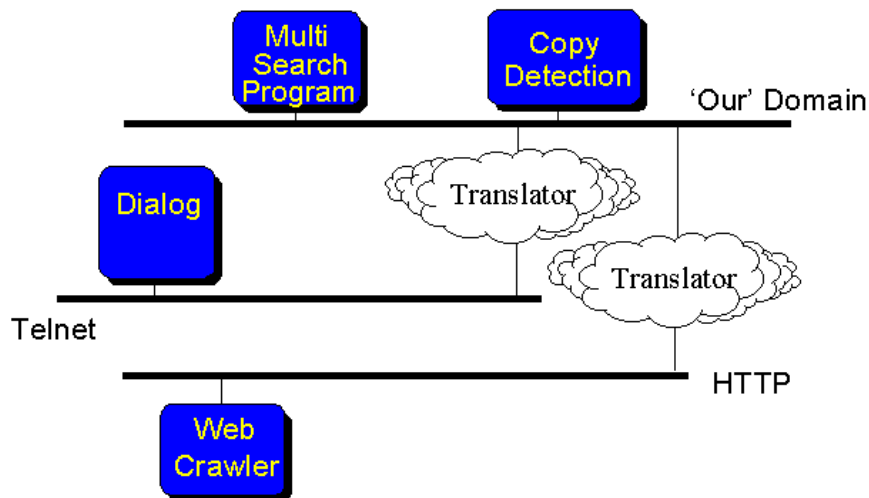 Multi
Search
Program
Copy
Detection
‘Our’ Domain
Dialog
Translator
Translator
Telnet
HTTP
Web
Crawler